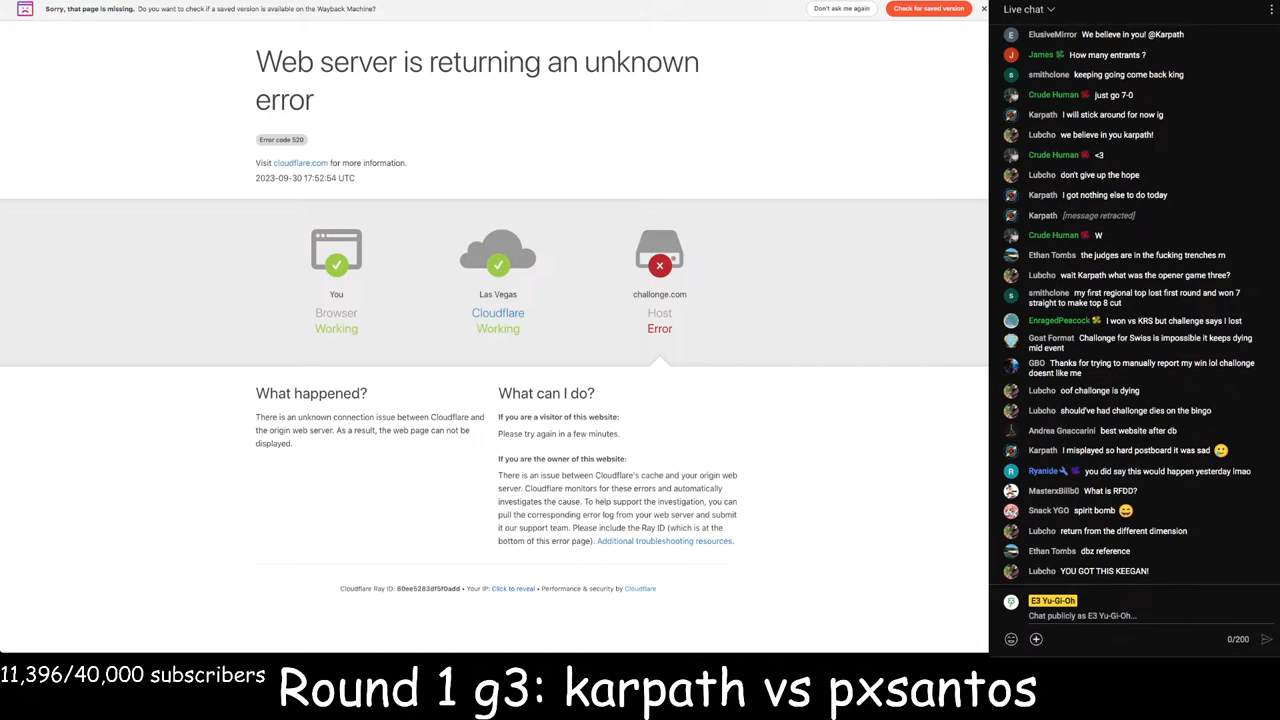 Sorry, that page is missing. Do you want to check if a saved version is available on the Wayback Machine?
Don't ask me again
Check for saved version
Web server is returning an unknown
error
Error code 520
Visit cloudflare.com for more information.
2023-09-30 17:52:54 UTC
You
Browser
Working
Las Vegas
Cloudflare
Working
challonge.com
Host
Error
What happened?
There is an unknown connection issue between Cloudflare and
the origin web server. As a result, the web page can not be
displayed.
What can I do?
If you are a visitor of this website:
Please try again in a few minutes.
If you are the owner of this website:
There is an issue between Cloudflare's cache and your origin web
server. Cloudflare monitors for these errors and automatically
investigates the cause. To help support the investigation, you can
pull the corresponding error log from your web server and submit
it our support team. Please include the Ray ID (which is at the
bottom of this error page). Additional troubleshooting resources.
Cloudflare Ray ID: 80ee5283df5f0add • Your IP: Click to reveal • Performance & security by Cloudflare
Live chat
E ElusiveMirror We believe in you! @Karpath
J James How many entrants ?
s smithclone keeping going come back king
Crude Human just go 7-0
Karpath I will stick around for now ig
Lubcho we believe in you karpath!
Crude Human <3
Lubcho don't give up the hope
Karpath I got nothing else to do today
Karpath [message retracted]
Crude Human W
Ethan Tombs the judges are in the fucking trenches rn
Lubcho wait Karpath what was the opener game three?
s smithclone my first regional top lost first round and won 7
straight to make top 8 cut
EnragedPeacock I won vs KRS but challenge says I lost
Goat Format Challonge for Swiss is impossible it keeps dying
mid event
GBO Thanks for trying to manually report my win lol challonge
doesnt like me
Lubcho oof challonge is dying
Lubcho should've had challonge dies on the bingo
Andrea Gnaccarini best website after db
Karpath I misplayed so hard postboard it was sad
R Ryanide you did say this would happen yesterday lmao
MasterxBillb0 What is RFDD?
Snack YGO spirit bomb
Lubcho return from the different dimension
Ethan Tombs dbz reference
Lubcho YOU GOT THIS KEEGAN!
E3 Yu-Gi-Oh
Chat publicly as E3 Yu-Gi-Oh...
0/200
11,396/40,000 subscribers
Round 1 g3: karpath vs pxsantos